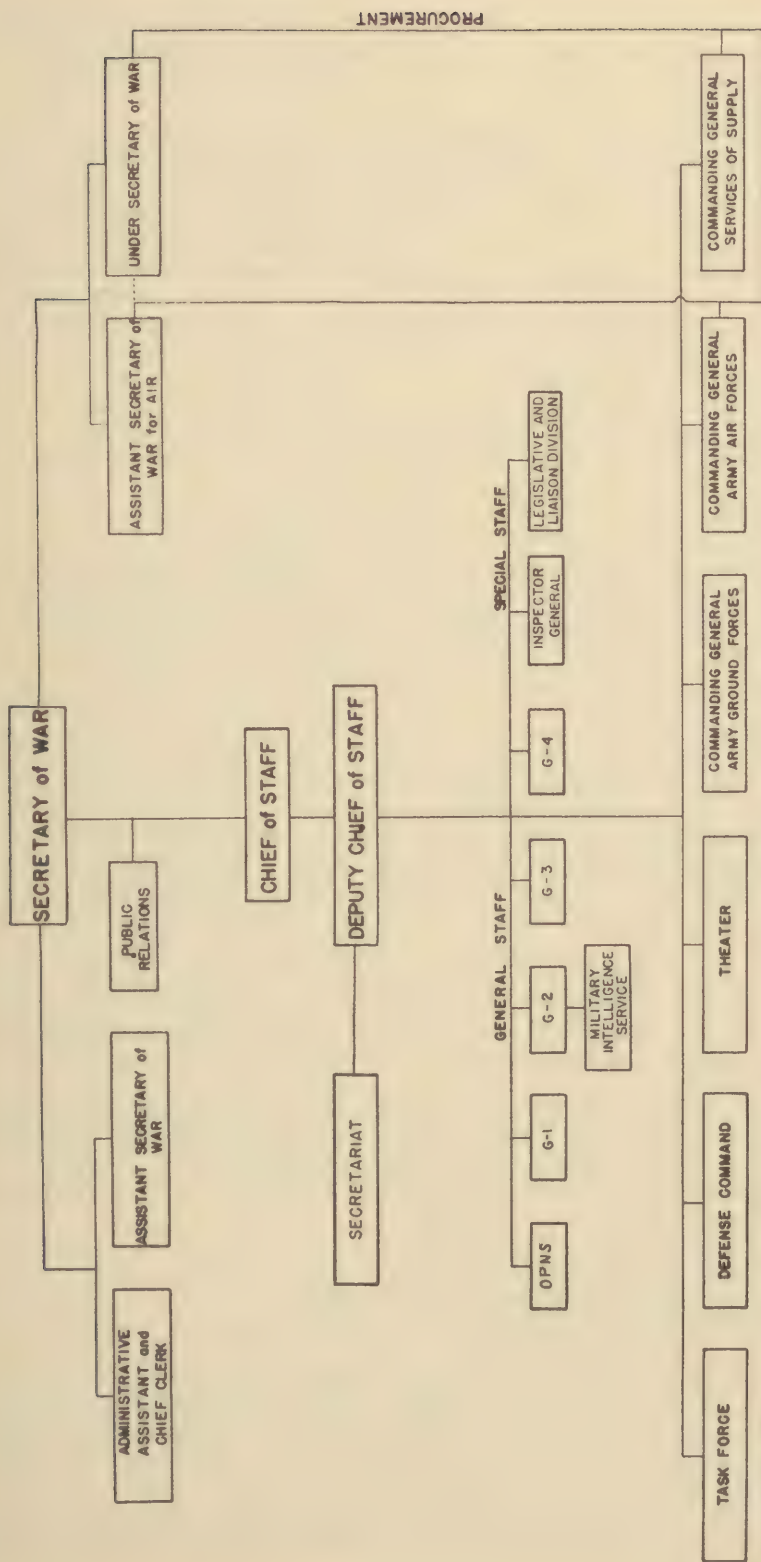 SECRETARY of WAR
ADMINISTRATIVE
ASSISTANT and
CHIEF CLERK
ASSISTANT SECRETARY of
WAR
PUBLIC
RELATIONS
ASSISTANT SECRETARY of
WAR for AIR
UNDER SECRETARY of WAR
PROCUREMENT
CHIEF of STAFF
SECRETARIAT
DEPUTY CHIEF of STAFF
GENERAL STAFF
SPECIAL STAFF
OPNS
G-1
G-2
G-3
G-4
INSPECTOR
GENERAL
LEGISLATIVE AND
LIAISON DIVISION
MILITARY
INTELLIGENCE
SERVICE
TASK FORCE
DEFENSE COMMAND
THEATER
COMMANDING GENERAL
ARMY GROUND FORCES
COMMANDING GENERAL
ARMY AIR FORCES
COMMANDING GENERAL
SERVICES OF SUPPLY